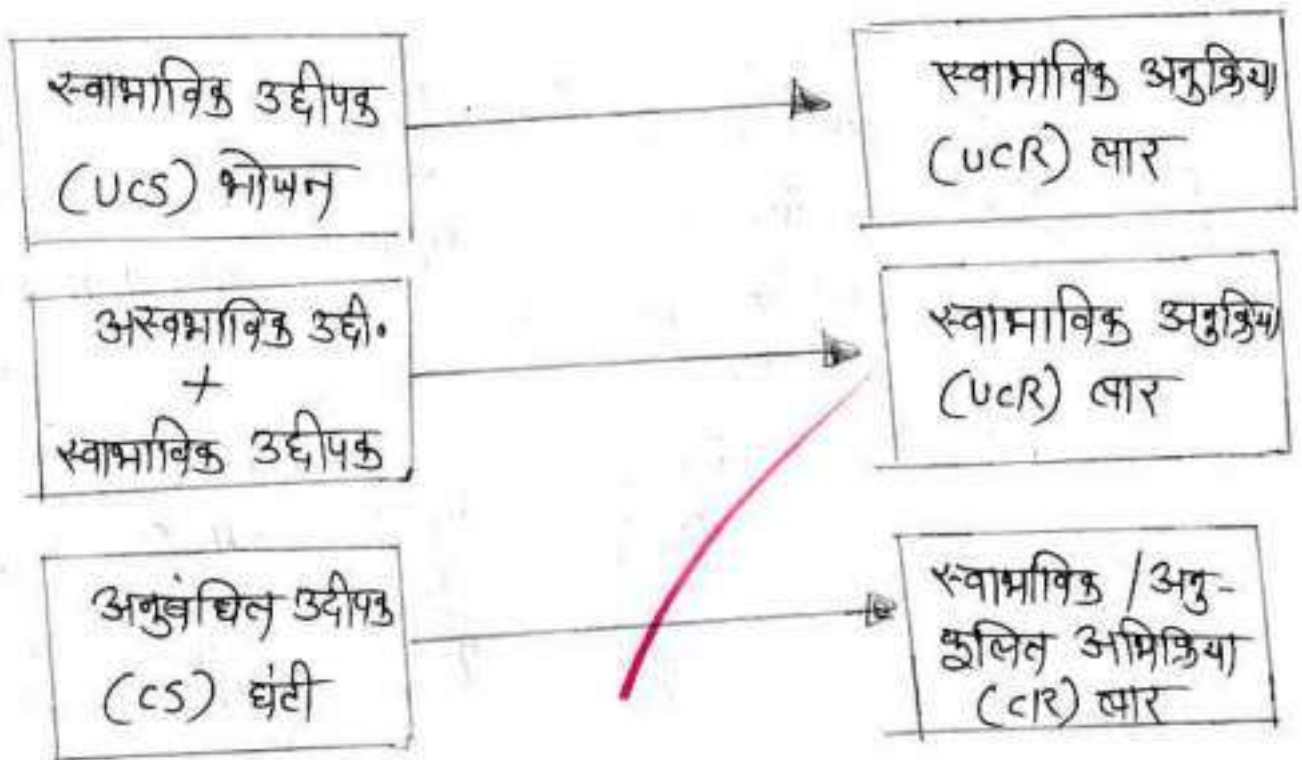 स्वाभाविक उद्दीपक
(UCS) भोजन
स्वाभाविक अनुक्रिया
(UCR) लार
अस्वभाविक उद्दी.
+
स्वाभाविक उद्दीपक
स्वाभाविक अनुक्रिया
(UCR) लार
अनुबंधित उदीपक
(CS) घंटी
स्वाभाविक / अनु-
कूलित अभिक्रिया
(CR) लार